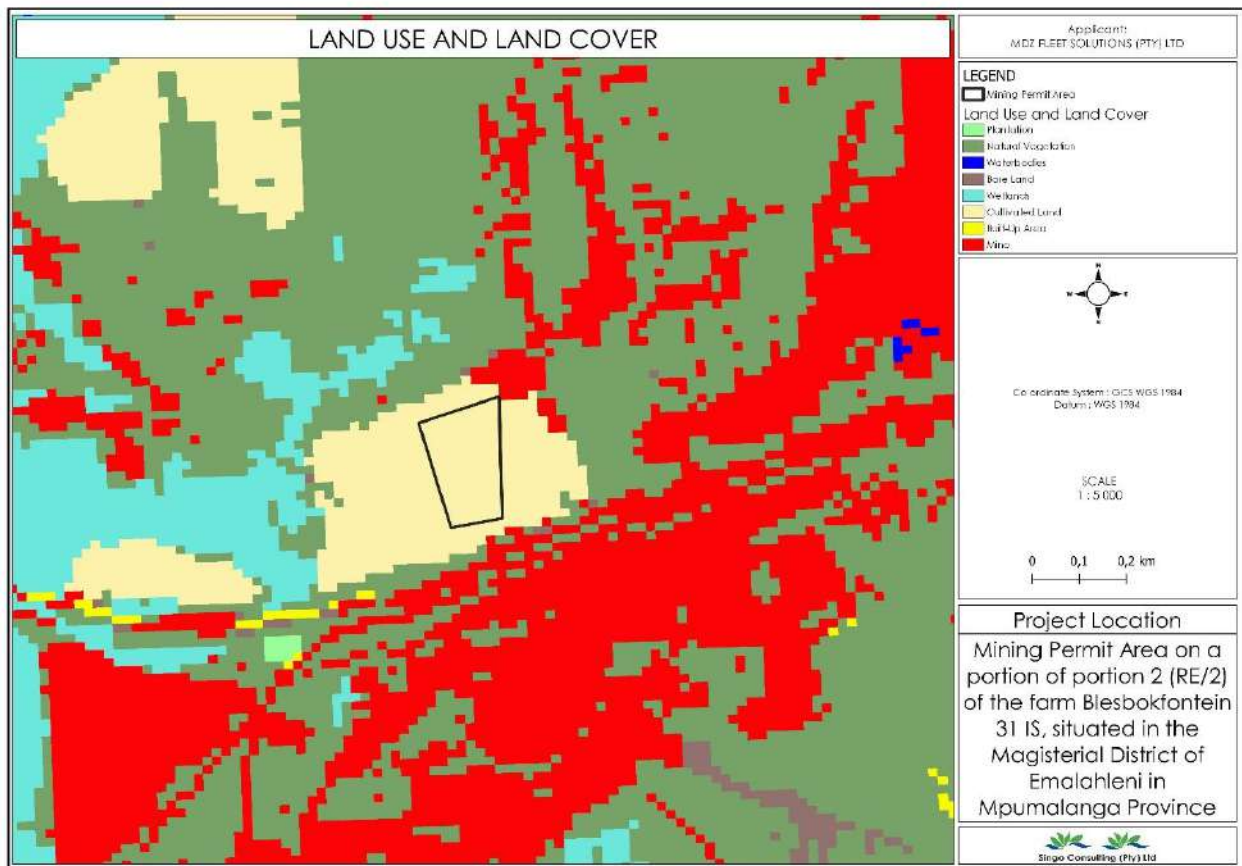 LAND USE AND LAND COVER
Applicant:
MDZ FLEET SOLUTIONS (PTY) LTD
LEGEND
Mining Permit Area
Land Use and Land Cover
Plantation
Natural Vegetation
Waterbodies
Bare Land
Wetlands
Cultivated Land
Built-Up Area
Mine
N
W
E
Co ordinate System : GCS WGS 1984
Datum : WGS 1984
SCALE
1 : 5 000
0 0,1 0,2 km
Project Location
Mining Permit Area on a
portion of portion 2 (RE/2)
of the farm Blesbokfontein
31 IS, situated in the
Magisterial District of
Emalahleni in
Mpumalanga Province
Singo Consulting (Pty) Ltd